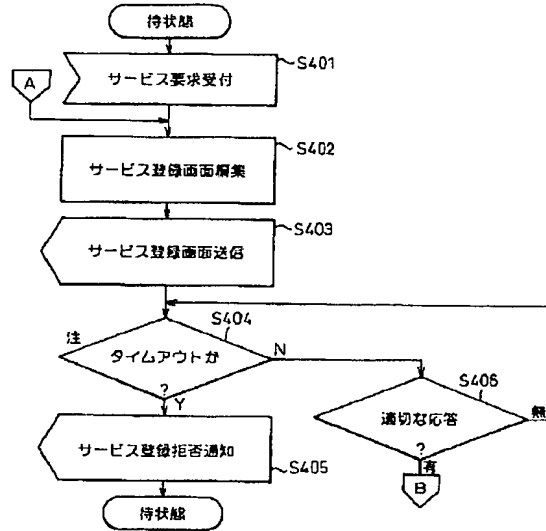 待状態
サービス要求受付
S401
A
サービス登録画面編集
S402
サービス登録画面送信
S403
注
タイムアウトか
?
S404
N
Y
適切な応答
?
S406
無
有
サービス登録拒否通知
S405
B
待状態